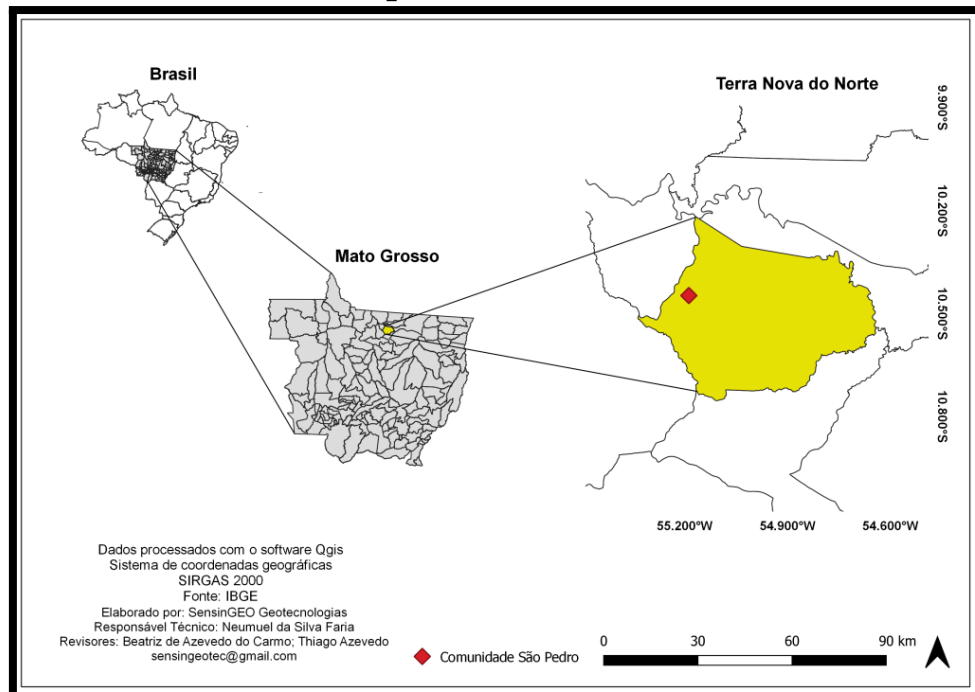 Brasil
Terra Nova do Norte
Mato Grosso
9.900°S
10.200°S
10.500°S
10.800°S
55.200°W 54.900°W 54.600°W
Dados processados com o software Qgis
Sistema de coordenadas geográficas
SIRGAS 2000
Fonte: IBGE
Elaborado por: SensinGEO Geotecnologias
Responsável Técnico: Neumuel da Silva Faria
Revisores: Beatriz de Azevedo do Carmo; Thiago Azevedo
sensingeotec@gmail.com
Comunidade São Pedro
0 30 60 90 km